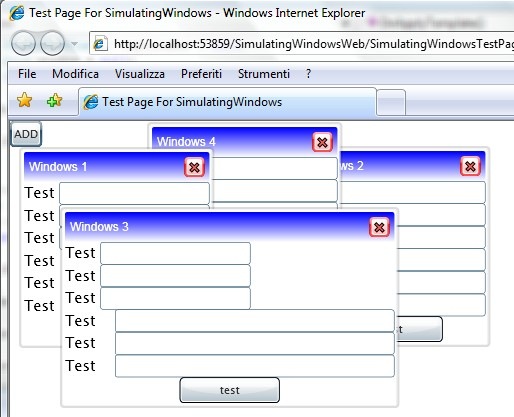 Test Page For SimulatingWindows - Windows Internet Explorer
http://localhost:53859/SimulatingWindowsWeb/SimulatingWindowsTestPag
File Modifica Visualizza Preferiti Strumenti ?
Test Page For SimulatingWindows
ADD
Windows 4
Windows 1
Windows 2
Test
Test
Test
Test
Test
Test
Windows 3
Test
Test
Test
Test
Test
Test
test